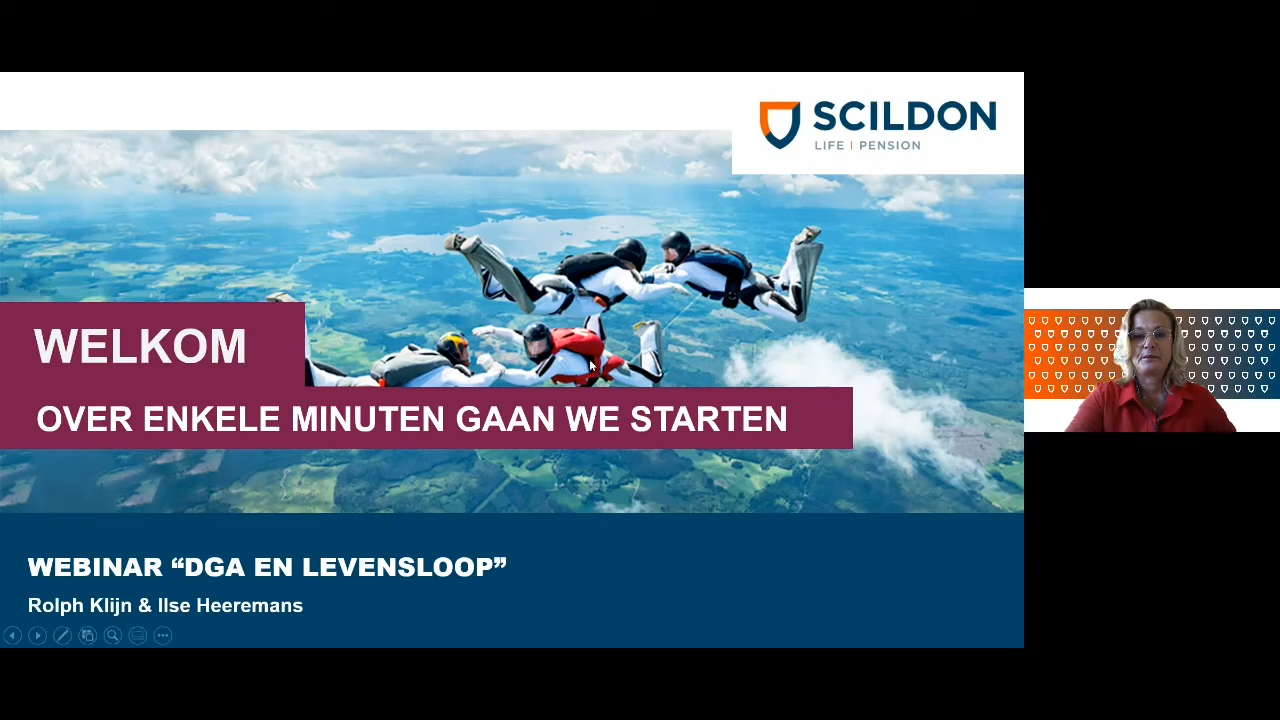 SCILDON
LIFE | PENSION
WELKOM
OVER ENKELE MINUTEN GAAN WE STARTEN
WEBINAR “DGA EN LEVENSLOOP”
Rolph Klijn & Ilse Heeremans